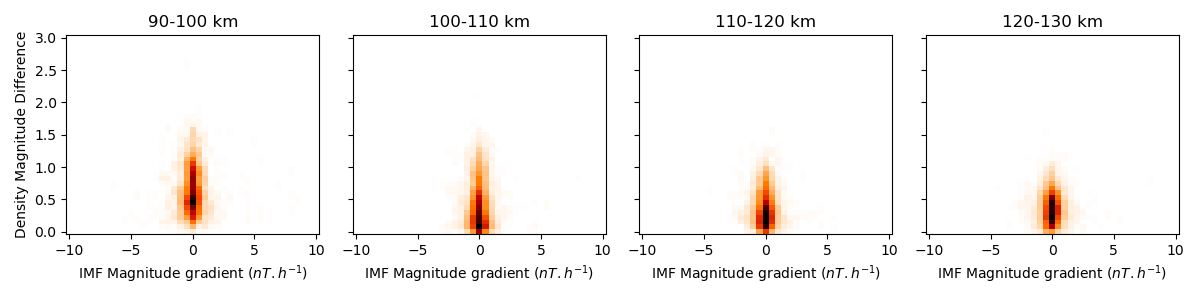 90-100 km
100-110 km
110-120 km
120-130 km
Density Magnitude Difference
3.0
2.5
2.0
1.5
1.0
0.5
0.0
−10 −5 0 5 10
−10 −5 0 5 10
−10 −5 0 5 10
−10 −5 0 5 10
IMF Magnitude gradient (nT.h⁻¹)
IMF Magnitude gradient (nT.h⁻¹)
IMF Magnitude gradient (nT.h⁻¹)
IMF Magnitude gradient (nT.h⁻¹)